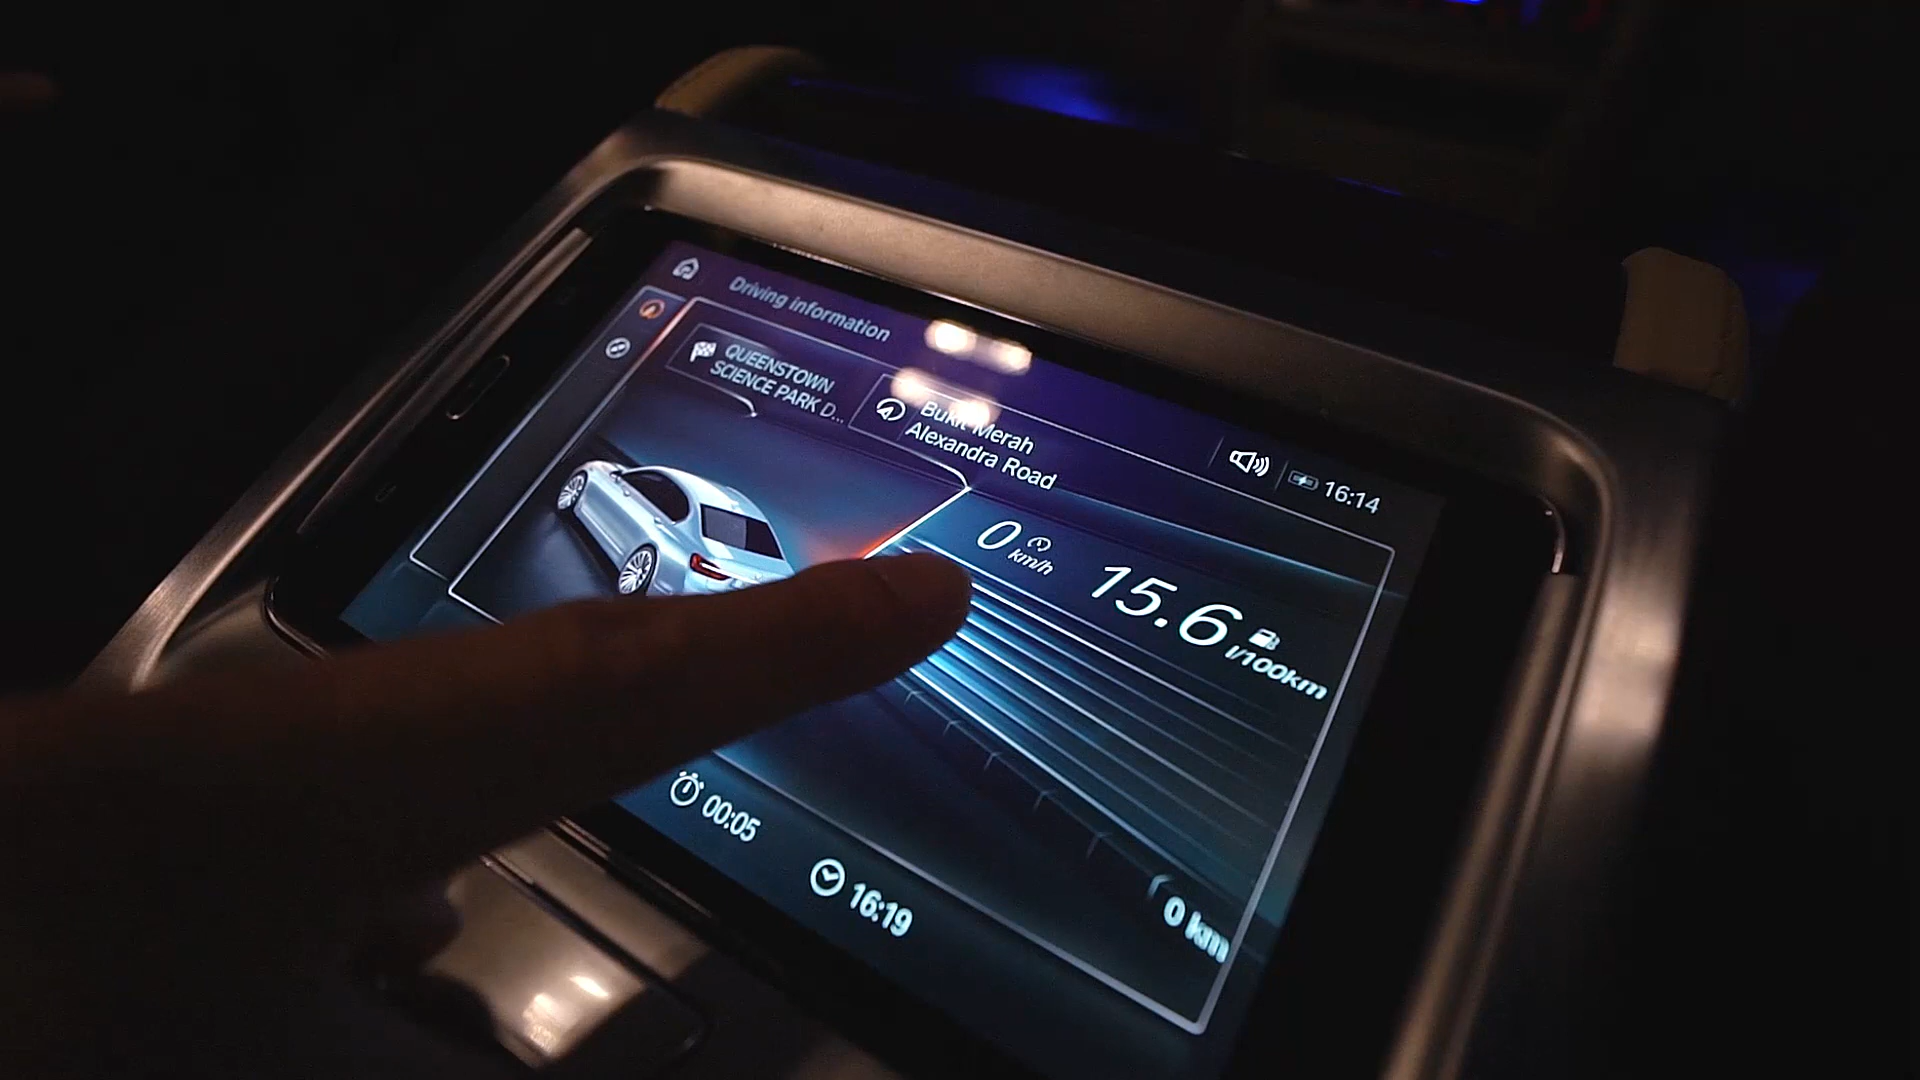 Driving information
QUEENSTOWN
SCIENCE PARK D...
Bukit Merah
Alexandra Road
16:14
0 km/h
15.6 l/100km
00:05
16:19
0 km